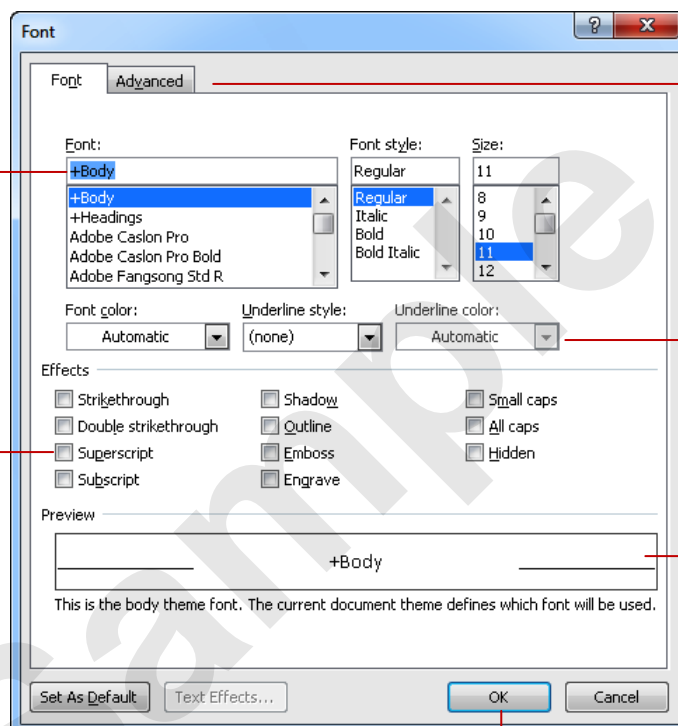 Font
?
X
Font Advanced
Font: Font style: Size:
+Body Regular 11
+Body Regular 8
+Headings Italic 9
Adobe Caslon Pro Bold 10
Adobe Caslon Pro Bold Bold Italic 11
Adobe Fangsong Std R 12
Font color: Underline style: Underline color:
Automatic (none) Automatic
Effects
Strikethrough Shadow Small caps
Double strikethrough Outline All caps
Superscript Emboss Hidden
Subscript Engrave
Preview
+Body
This is the body theme font. The current document theme defines which font will be used.
Set As Default Text Effects... OK Cancel
Sample